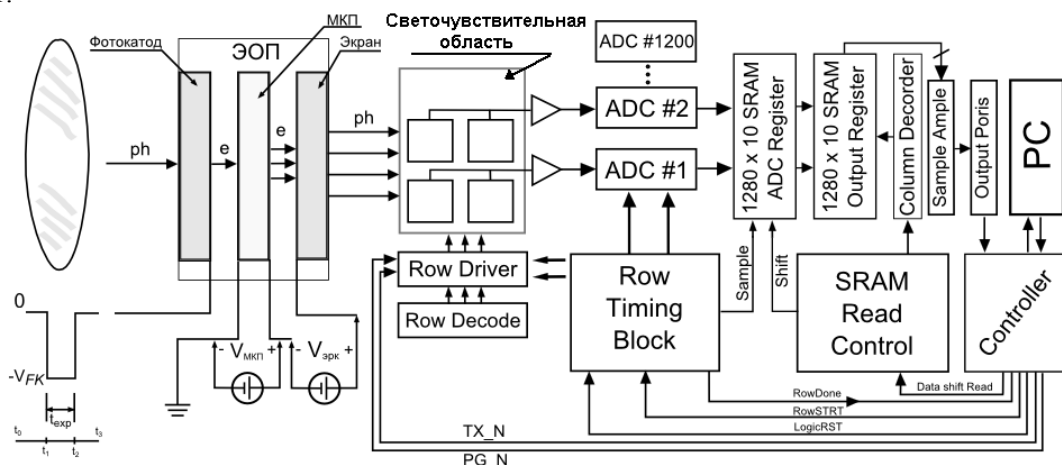 МКП
Фотокатод
ЭОП
Экран
Светочувствительная
область
ADC #1200
ADC #2
ADC #1
1280 x 10 SRAM
ADC Register
1280 x 10 SRAM
Output Register
Column Decorder
Sample Ample
Output Poris
PC
ph
e
e
ph
Row Driver
Row Decode
Row
Timing
Block
Sample
Shift
SRAM
Read
Control
Controller
0
-VFK
texp
t0
t1
t2
t3
- VМКП +
- Vэрк +
RowDone
Data shift Read
RowSTRT
LogicRST
TX_N
PG_N